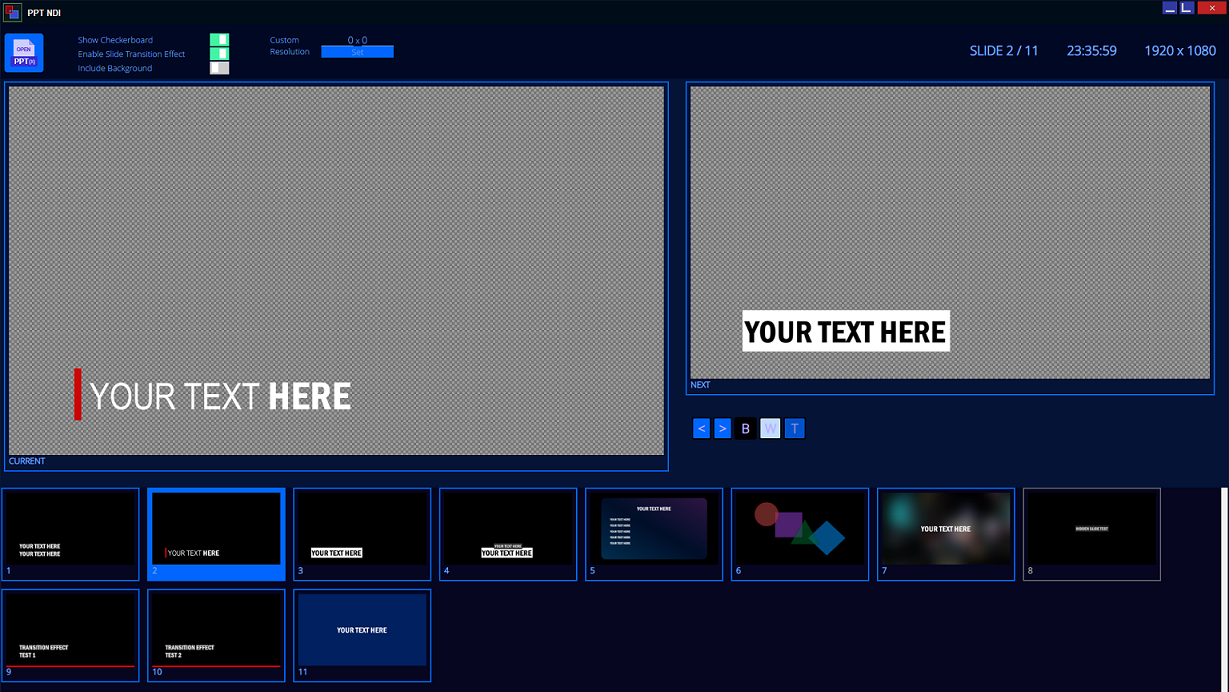 PPT NDI
OPEN
PPT(X)
Show Checkerboard
Enable Slide Transition Effect
Include Background
Custom
Resolution
0 x 0
Set
SLIDE 2 / 11
23:35:59
1920 x 1080
YOUR TEXT HERE
CURRENT
YOUR TEXT HERE
NEXT
<
>
B
W
T
YOUR TEXT HERE
YOUR TEXT HERE
1
YOUR TEXT HERE
2
YOUR TEXT HERE
3
YOUR TEXT HERE
YOUR TEXT HERE
4
YOUR TEXT HERE
YOUR TEXT HERE
YOUR TEXT HERE
YOUR TEXT HERE
YOUR TEXT HERE
YOUR TEXT HERE
5
6
YOUR TEXT HERE
7
HIDDEN SLIDE TEST
8
TRANSITION EFFECT
TEST 1
9
TRANSITION EFFECT
TEST 2
10
YOUR TEXT HERE
11